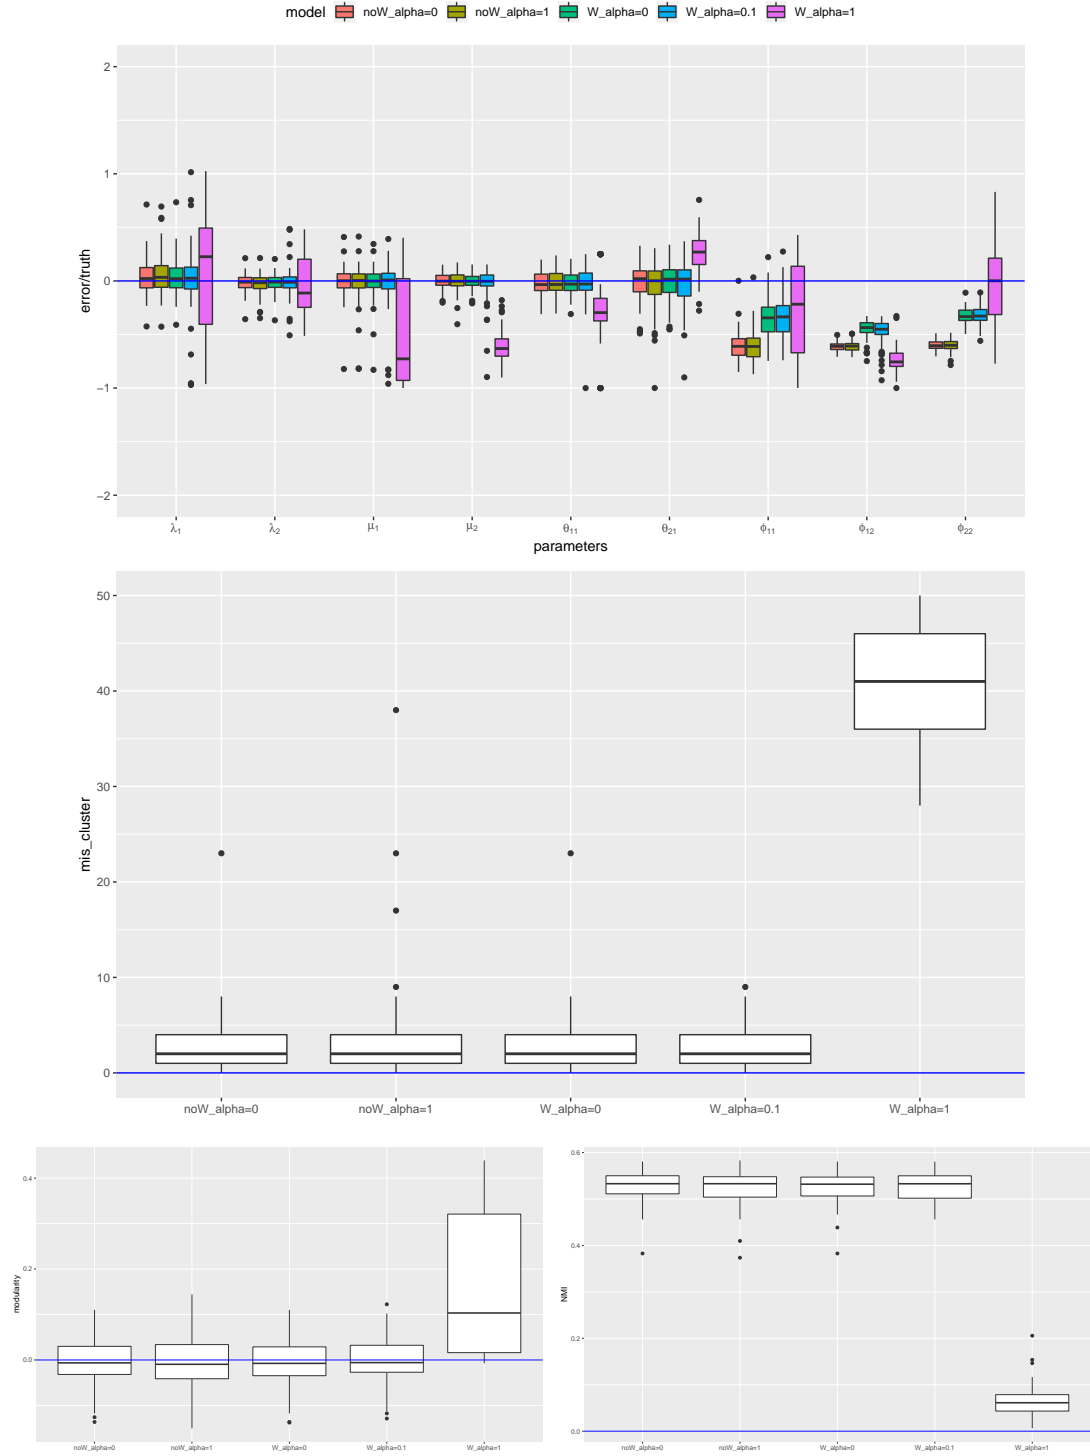 model noW_alpha=0 noW_alpha=1 W_alpha=0 W_alpha=0.1 W_alpha=1
2
1
0
−1
−2
error/truth
λ1 λ2 μ1 μ2 θ11 θ21 ϕ11 ϕ12 ϕ22
parameters
50
40
30
20
10
0
mis_cluster
noW_alpha=0 noW_alpha=1 W_alpha=0 W_alpha=0.1 W_alpha=1
0.4
0.2
0.0
modularity
noW_alpha=0 noW_alpha=1 W_alpha=0 W_alpha=0.1 W_alpha=1
0.6
0.4
0.2
0.0
NMI
noW_alpha=0 noW_alpha=1 W_alpha=0 W_alpha=0.1 W_alpha=1